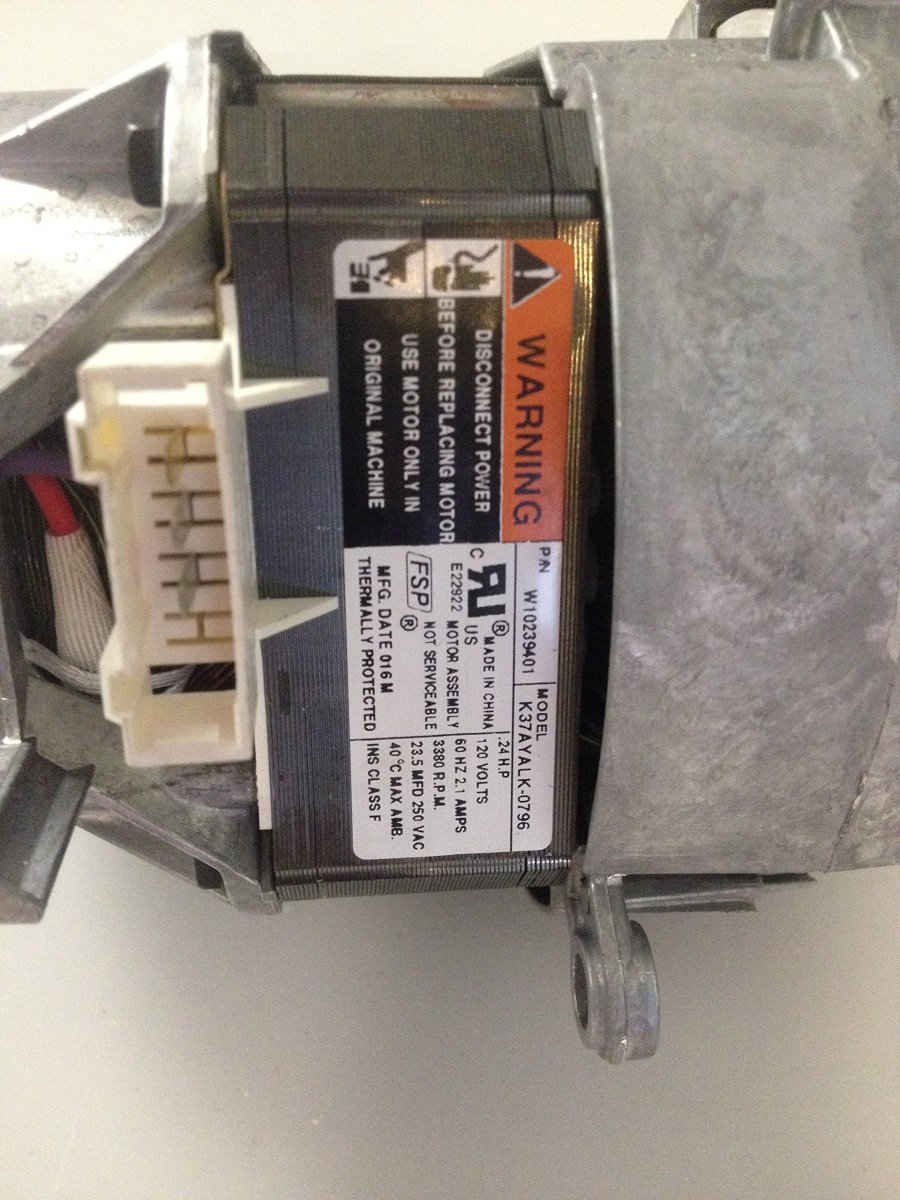 WARNING
DISCONNECT POWER
BEFORE REPLACING MOTOR
USE MOTOR ONLY IN
ORIGINAL MACHINE
P/N W10239401
MODEL K37AYALK-0796
C RU ® US MADE IN CHINA
E22922 MOTOR ASSEMBLY
FSP ® NOT SERVICEABLE
MFG. DATE 016 M
THERMALLY PROTECTED
.24 H.P
120 VOLTS
60 HZ 2.1 AMPS
3380 R.P.M.
23.5 MFD 250 VAC
40 °C MAX AMB.
INS CLASS F